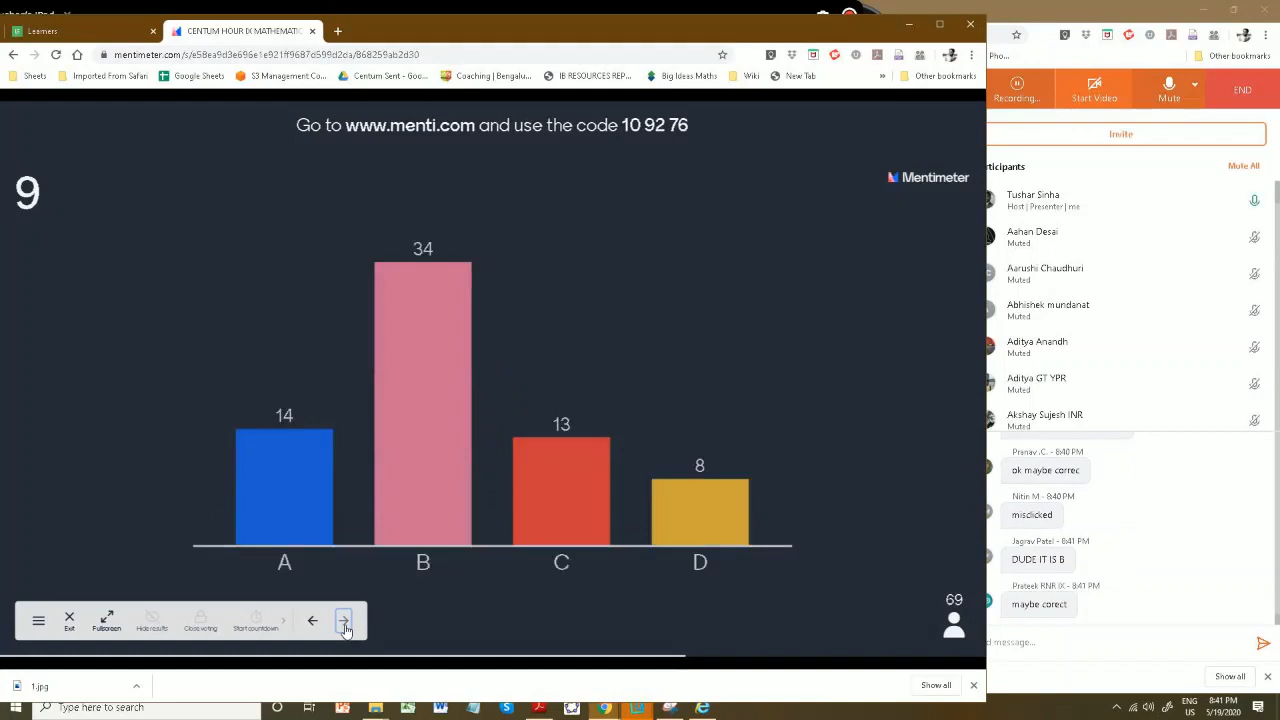 Learners
CENTUM HOUR IX MATHEMATIC
mentimeter.com/s/e58ea9d3e696e1e921ff9687d599d2da/868259ab2d30
Sheets
Imported From Safari
Google Sheets
S3 Management Co...
Centum Sent - Goo...
Coaching | Bengalu...
IB RESOURCES REP...
Big Ideas Maths
Wiki
New Tab
»
Other bookmarks
Pho...
Other bookmarks
Recording...
Start Video
Mute
END
Go to www.menti.com and use the code 10 92 76
Invite
9
Mentimeter
34
14
13
8
A
B
C
D
69
Exit
Fullscreen
Hide results
Close voting
Start countdown
rticipants
Mute All
Tushar Sinha
Host | Presenter | me
Aahan Desai
Muted
Aarushi Chaudhuri
Muted
Abhishek mundanat
Muted
Aditya Anandh
Muted
Aditya GT YPR
Muted
Akshay Sujesh INR
Muted
Pranav .C. - 8:40 PM
ok maybe correc
Nitin M - 8:40 PM
misclicked
Jagrav Patel - 8:41 PM
DUDE IT IS B
Prateek RNR IX - 8:41 PM
maybe corect
d message...
1.jpg
Show all
Show all
Type here to search
ENG
US
8:41 PM
5/19/2020